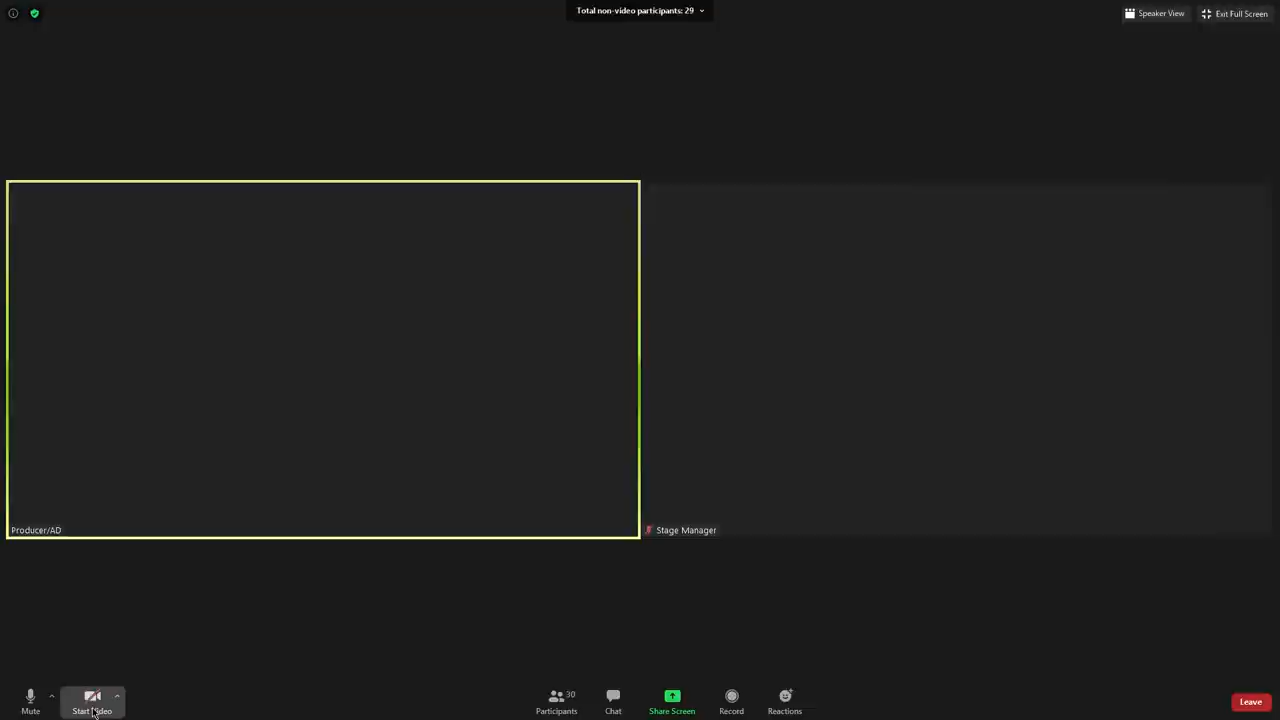 Total non-video participants: 29
Speaker View
Exit Full Screen
Producer/AD
Stage Manager
Mute
Start Video
30
Participants
Chat
Share Screen
Record
Reactions
Leave